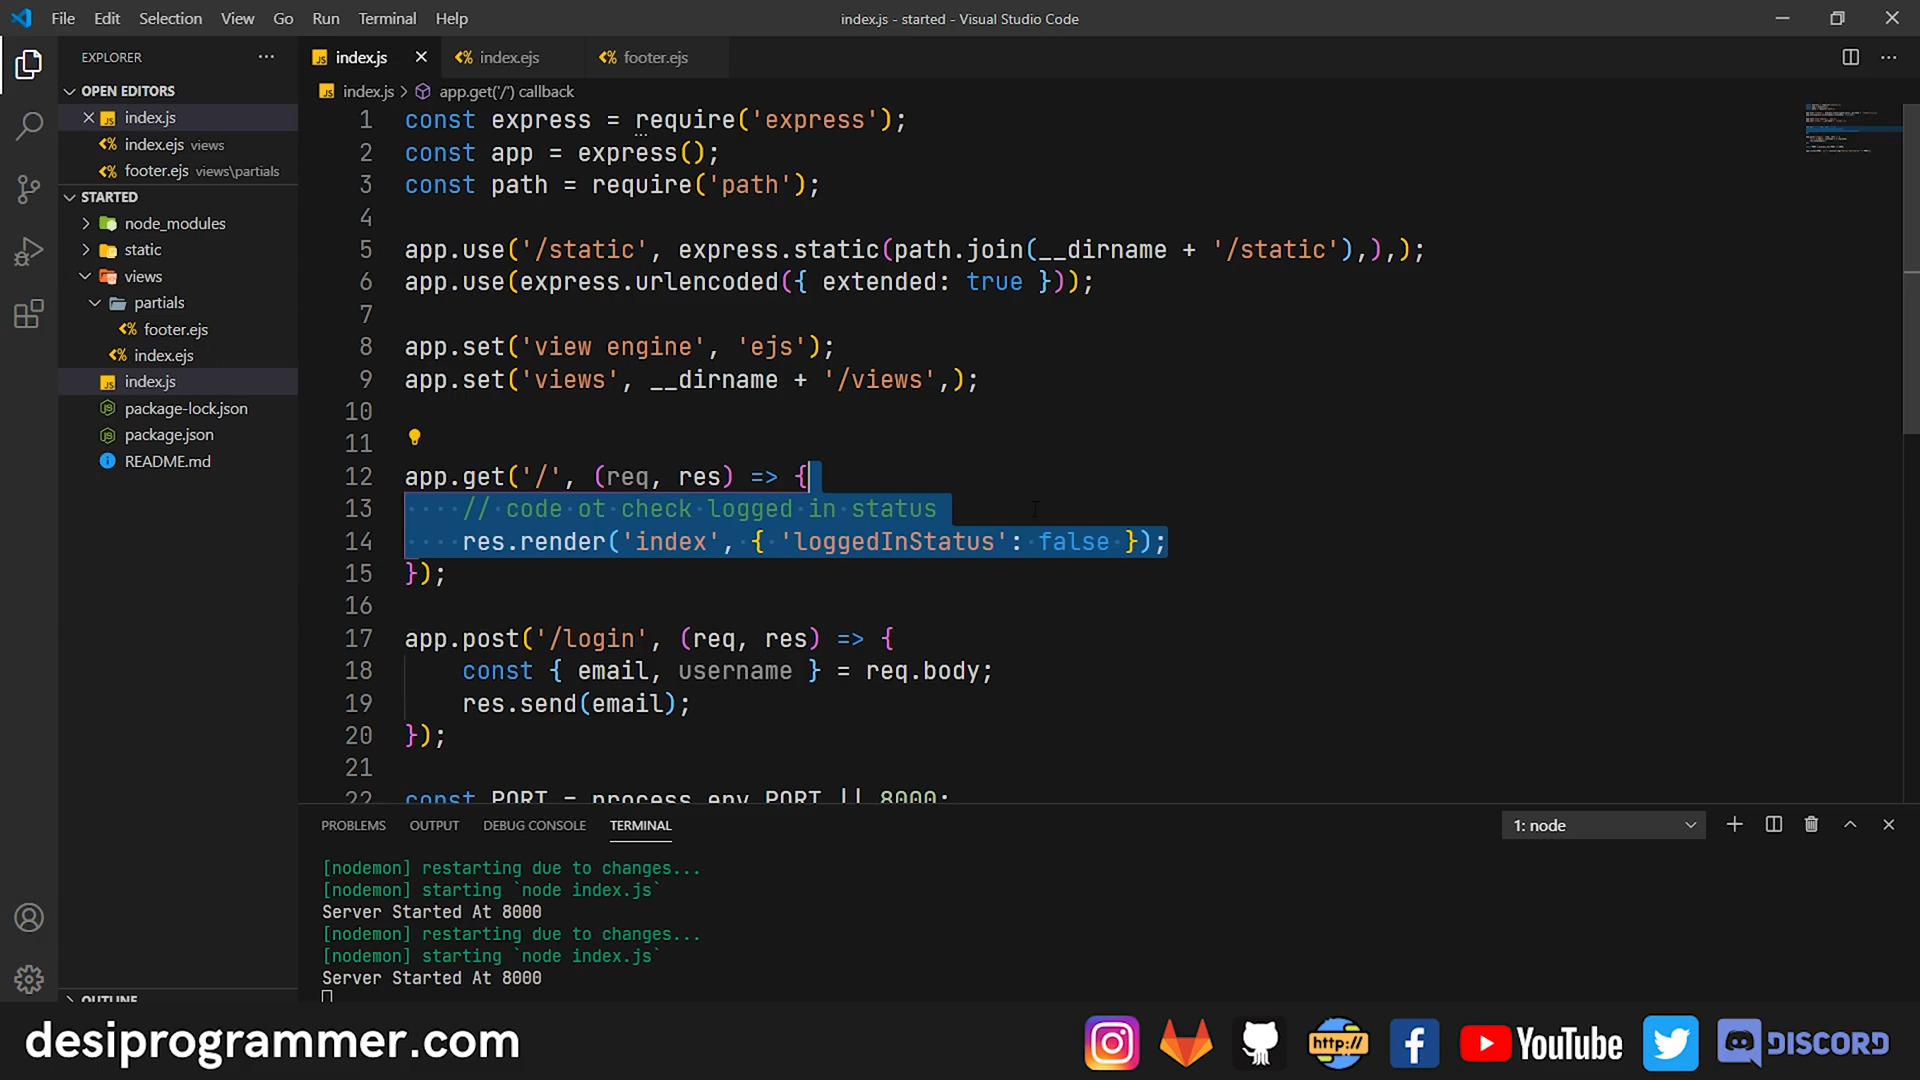 File Edit Selection View Go Run Terminal Help
index.js - started - Visual Studio Code
EXPLORER
OPEN EDITORS
index.js
index.ejs views
footer.ejs views\partials
STARTED
node_modules
static
views
partials
footer.ejs
index.ejs
index.js
package-lock.json
package.json
README.md
OUTLINE
index.js index.ejs footer.ejs
index.js > app.get('/') callback
1 const express = require('express');
2 const app = express();
3 const path = require('path');
4
5 app.use('/static', express.static(path.join(__dirname + '/static'),),);
6 app.use(express.urlencoded({ extended: true }));
7
8 app.set('view engine', 'ejs');
9 app.set('views', __dirname + '/views',);
10
11
12 app.get('/', (req, res) => {
13 // code ot check logged in status
14 res.render('index', { 'loggedInStatus': false });
15 });
16
17 app.post('/login', (req, res) => {
18 const { email, username } = req.body;
19 res.send(email);
20 });
21
22 const PORT = process.env.PORT || 8000;
PROBLEMS OUTPUT DEBUG CONSOLE TERMINAL
1: node
[nodemon] restarting due to changes...
[nodemon] starting `node index.js`
Server Started At 8000
[nodemon] restarting due to changes...
[nodemon] starting `node index.js`
Server Started At 8000
desiprogrammer.com
http:// YouTube DISCORD